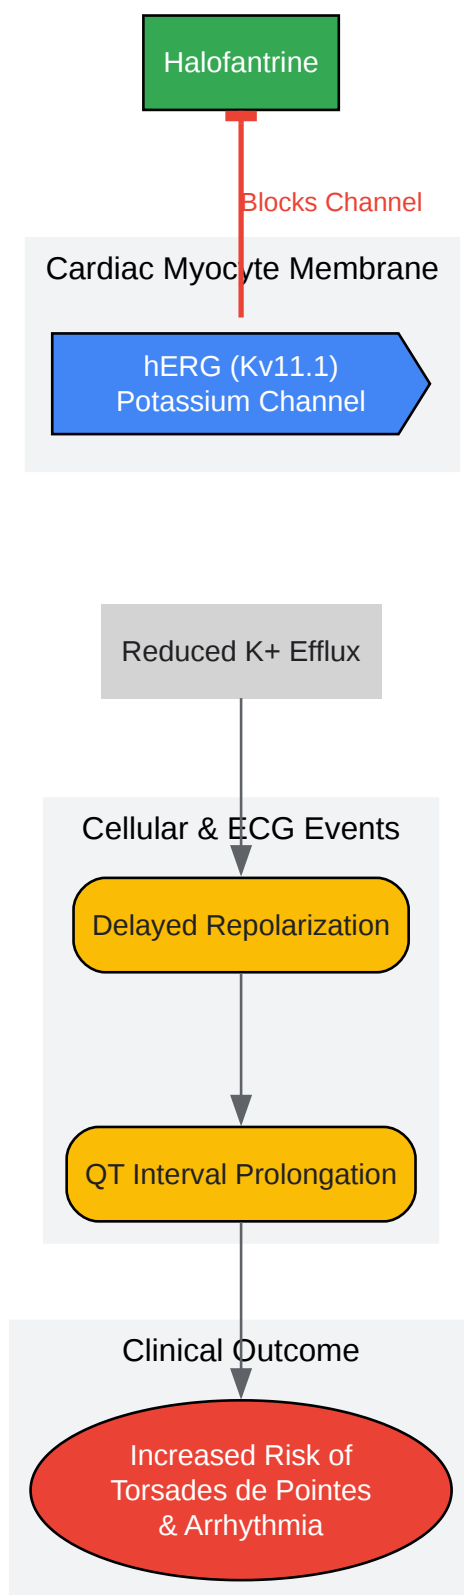 Halofantrine
Blocks Channel
Cardiac Myocyte Membrane
hERG (Kv11.1)
Potassium Channel
Reduced K+ Efflux
Cellular & ECG Events
Delayed Repolarization
QT Interval Prolongation
Clinical Outcome
Increased Risk of
Torsades de Pointes
& Arrhythmia